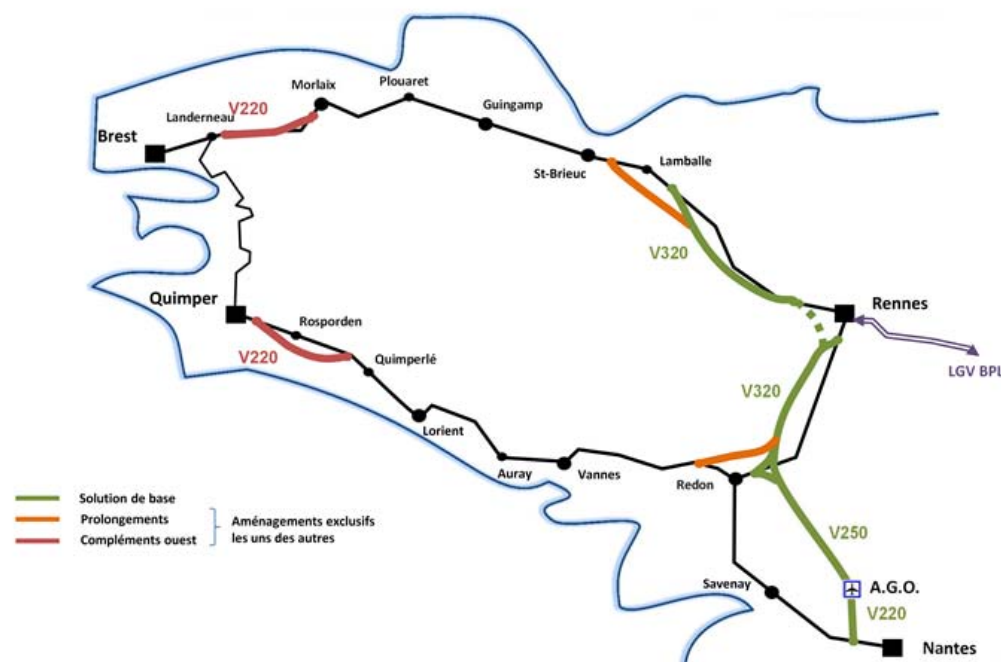 Plouaret
Morlaix
V220
Landerneau
Guingamp
Brest
St-Brieuc
Lamballe
V320
Quimper
Rennes
Rosporden
V220
Quimperlé
LGV BPL
V320
Lorient
Auray
Vannes
Redon
Solution de base
Prolongements
Compléments ouest
Aménagements exclusifs
les uns des autres
V250
Savenay
A.G.O.
V220
Nantes